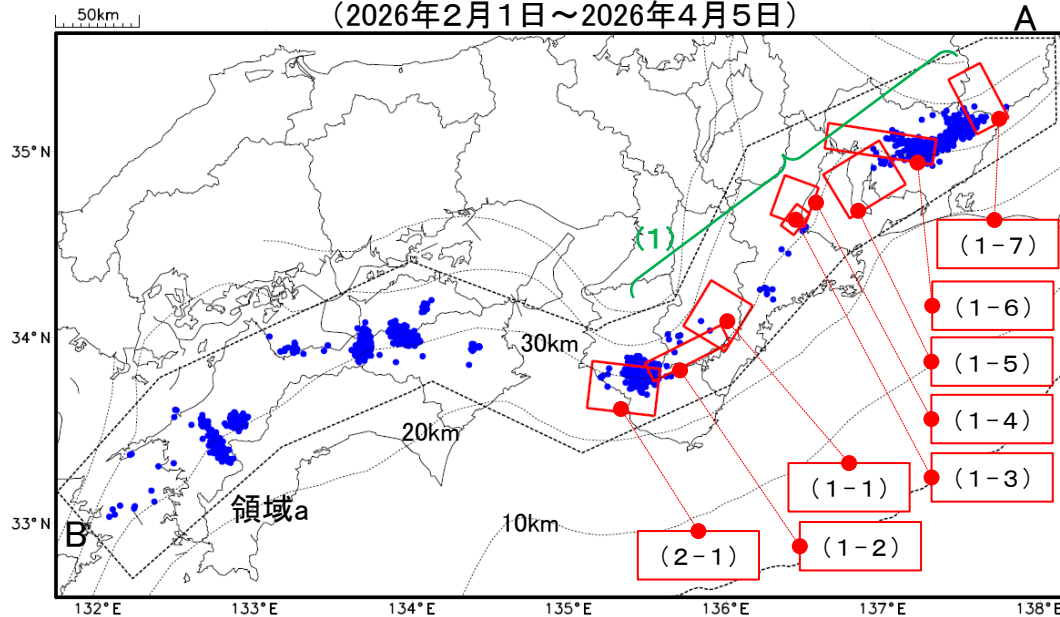 (2026年2月1日～2026年4月5日)
50km
A
35°N
(1)
(1-7)
(1-6)
34°N
30km
(1-5)
(1-4)
20km
(1-3)
(1-1)
領域a
33°N
10km
B
(2-1)
(1-2)
132°E
133°E
134°E
135°E
136°E
137°E
138°E